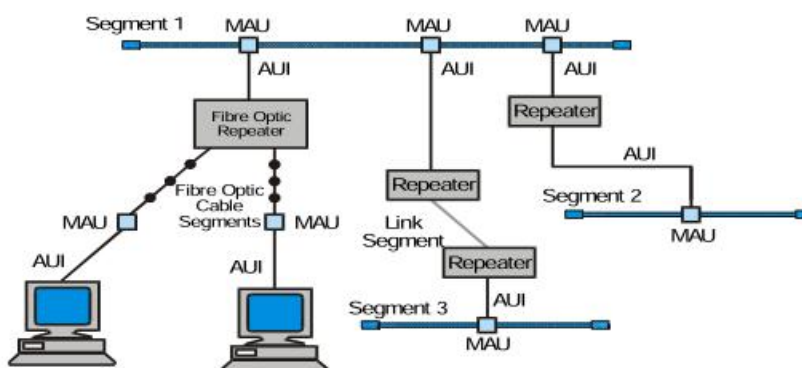 Segment 1
MAU
MAU
MAU
AUI
AUI
AUI
Fibre Optic
Repeater
Repeater
AUI
Repeater
Fibre Optic
Cable
Segments
MAU
MAU
Segment 2
MAU
Link
Segment
Repeater
AUI
AUI
AUI
Segment 3
MAU